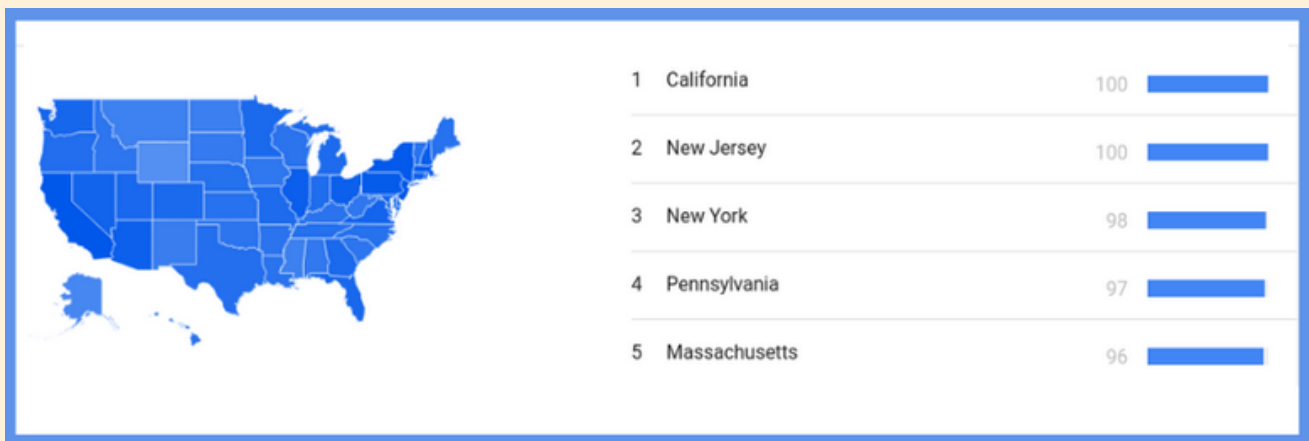 1 California 100
2 New Jersey 100
3 New York 98
4 Pennsylvania 97
5 Massachusetts 96